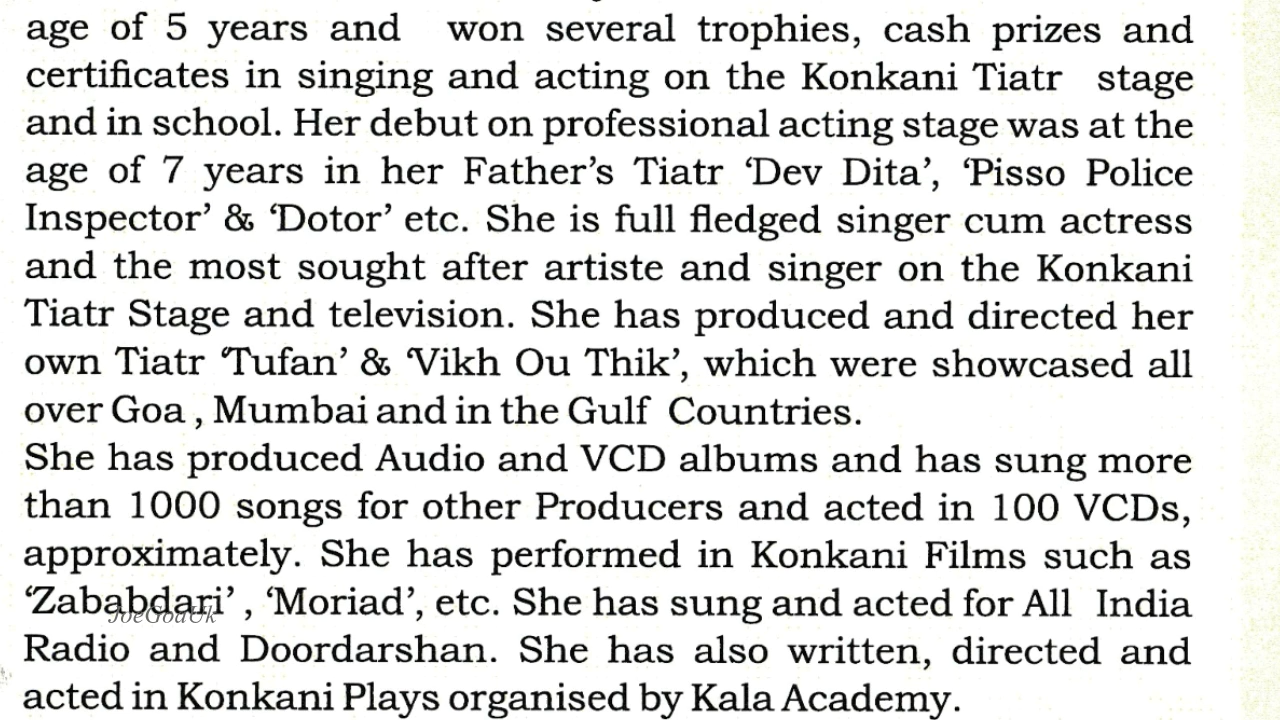 age of 5 years and won several trophies, cash prizes and
certificates in singing and acting on the Konkani Tiatr stage
and in school. Her debut on professional acting stage was at the
age of 7 years in her Father’s Tiatr ‘Dev Dita’, ‘Pisso Police
Inspector’ & ‘Dotor’ etc. She is full fledged singer cum actress
and the most sought after artiste and singer on the Konkani
Tiatr Stage and television. She has produced and directed her
own Tiatr ‘Tufan’ & ‘Vikh Ou Thik’, which were showcased all
over Goa , Mumbai and in the Gulf Countries.
She has produced Audio and VCD albums and has sung more
than 1000 songs for other Producers and acted in 100 VCDs,
approximately. She has performed in Konkani Films such as
‘Zababdari’ , ‘Moriad’, etc. She has sung and acted for All India
JoeGoaUk
Radio and Doordarshan. She has also written, directed and
acted in Konkani Plays organised by Kala Academy.